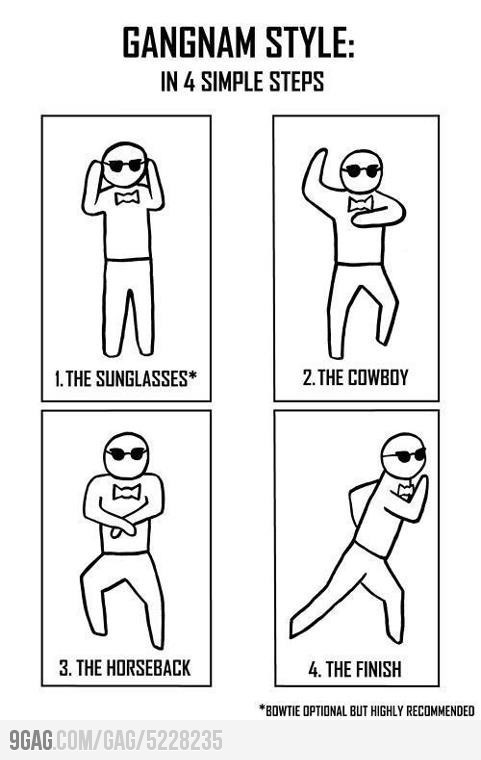 GANGNAM STYLE:
IN 4 SIMPLE STEPS
1. THE SUNGLASSES*
2. THE COWBOY
3. THE HORSEBACK
4. THE FINISH
*BOWTIE OPTIONAL BUT HIGHLY RECOMMENDED
9GAG.COM/GAG/5228235